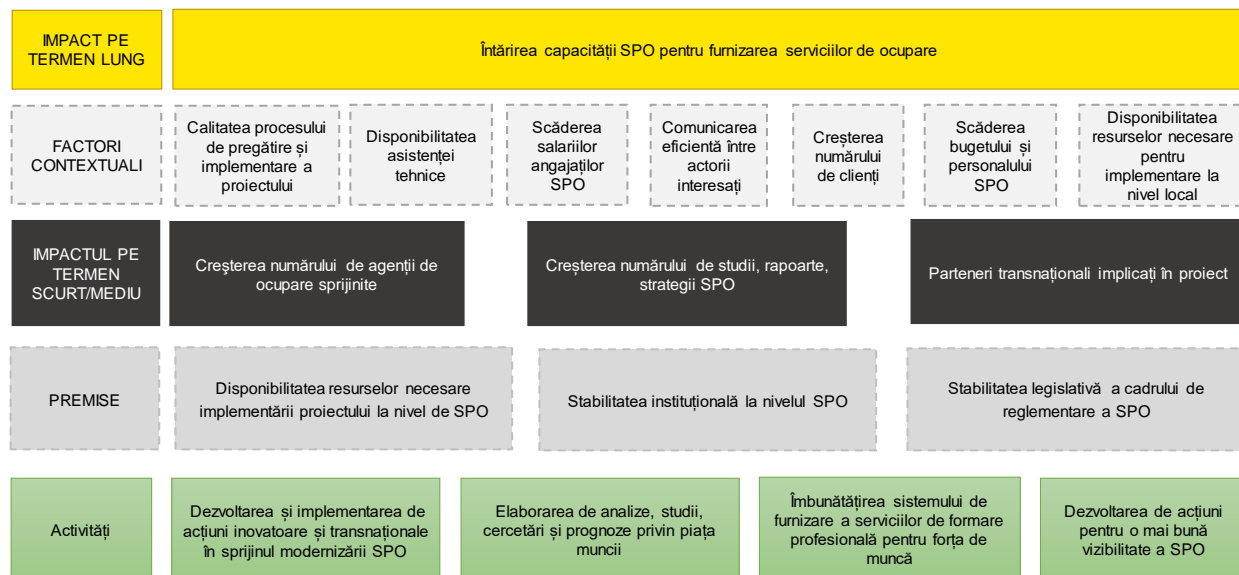 IMPACT PE
TERMEN LUNG
Întărirea capacității SPO pentru furnizarea serviciilor de ocupare
FACTORI
CONTEXTUALI
Calitatea procesului
de pregătire și
implementare a
proiectului
Disponibilitatea
asistenței
tehnice
Scăderea
salariilor
angajaților
SPO
Comunicarea
eficientă între
actorii
interesați
Creșterea
numărului
de clienți
Scăderea
bugetului și
personalului
SPO
Disponibilitatea
resurselor necesare
pentru
implementare la
nivel local
IMPACTUL PE
TERMEN
SCURT/MEDIU
Creşterea numărului de agenții de
ocupare sprijinite
Creșterea numărului de studii, rapoarte,
strategii SPO
Parteneri transnaționali implicați în proiect
PREMISE
Disponibilitatea resurselor necesare
implementării proiectului la nivel de SPO
Stabilitatea instituțională la nivelul SPO
Stabilitatea legislativă a cadrului de
reglementare a SPO
Activități
Dezvoltarea și implementarea de
acțiuni inovatoare și transnaționale
în sprijinul modernizării SPO
Elaborarea de analize, studii,
cercetări și prognoze privin piața
muncii
Îmbunătățirea sistemului de
furnizare a serviciilor de formare
profesională pentru forța de
muncă
Dezvoltarea de acțiuni
pentru o mai bună
vizibilitate a SPO